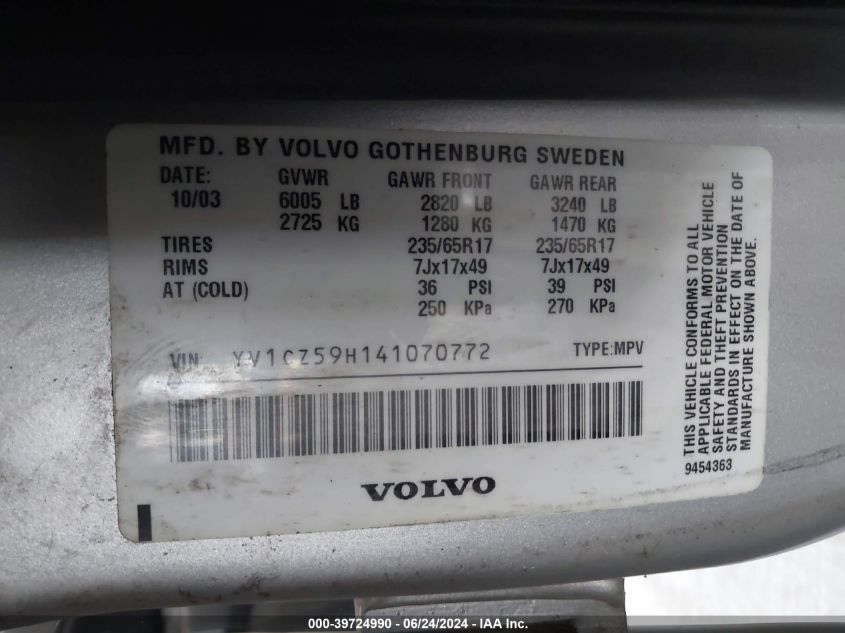 MFD. BY VOLVO GOTHENBURG SWEDEN
DATE: GVWR GAWR FRONT GAWR REAR
10/03 6005 LB 2820 LB 3240 LB
2725 KG 1280 KG 1470 KG
TIRES 235/65R17 235/65R17
RIMS 7Jx17x49 7Jx17x49
AT (COLD) 36 PSI 39 PSI
250 KPa 270 KPa
VIN: YV1CZ59H141070772 TYPE:MPV
VOLVO
THIS VEHICLE CONFORMS TO ALL
APPLICABLE FEDERAL MOTOR VEHICLE
SAFETY AND THEFT PREVENTION
STANDARDS IN EFFECT ON THE DATE OF
MANUFACTURE SHOWN ABOVE.
9454363
000-39724990 - 06/24/2024 - IAA Inc.